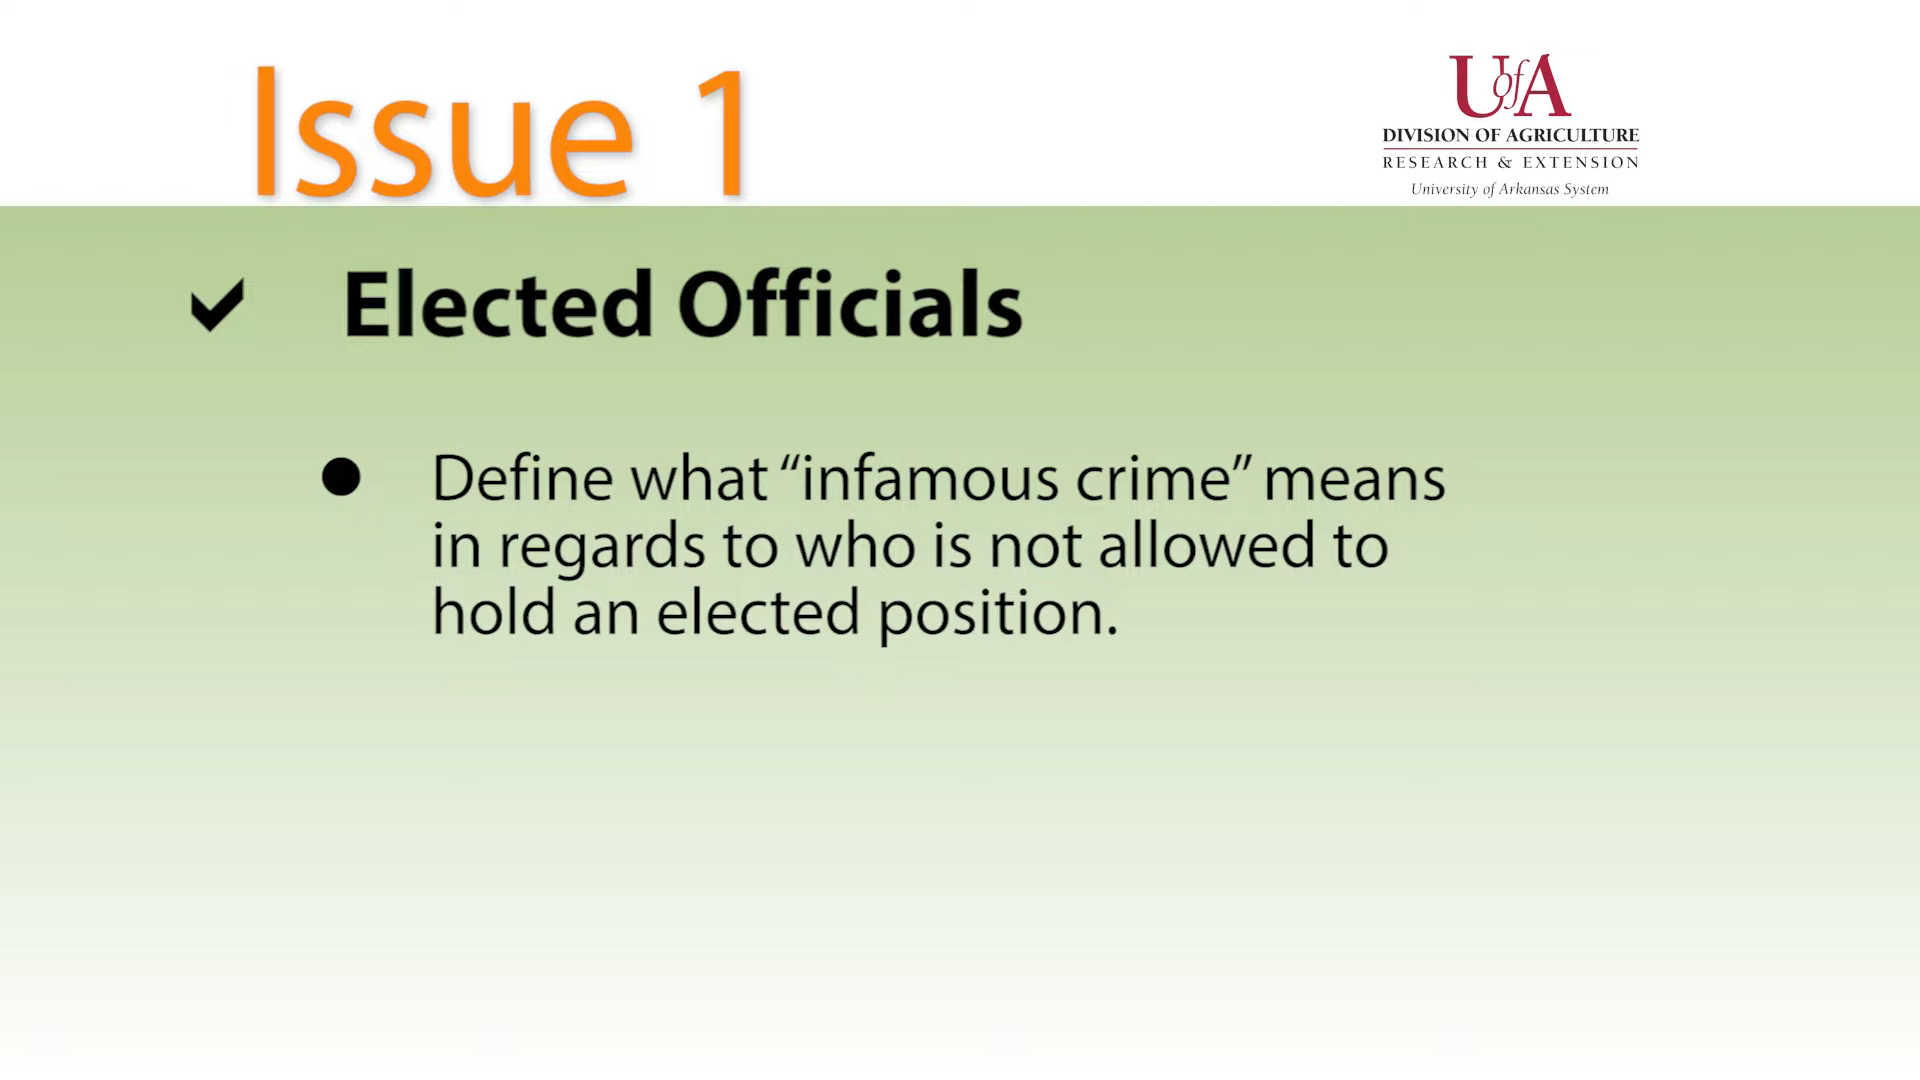 Issue 1
UofA
DIVISION OF AGRICULTURE
RESEARCH & EXTENSION
University of Arkansas System
Elected Officials
Define what “infamous crime” means
in regards to who is not allowed to
hold an elected position.